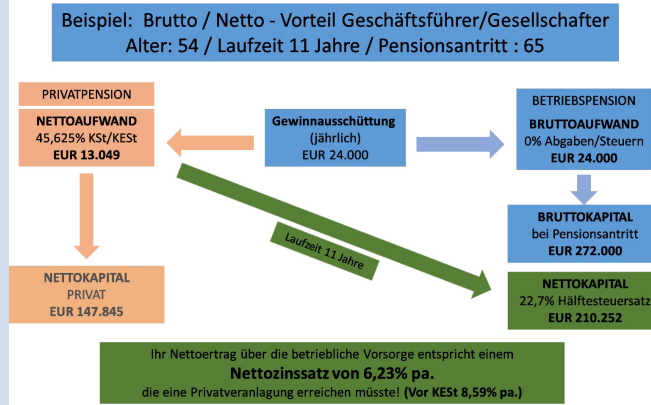 Beispiel: Brutto / Netto - Vorteil Geschäftsführer/Gesellschafter
Alter: 54 / Laufzeit 11 Jahre / Pensionsantritt : 65
PRIVATPENSION
NETTOAUFWAND
45,625% KSt/KESt
EUR 13.049
Gewinnausschüttung
(jährlich)
EUR 24.000
BETRIEBSPENSION
BRUTTOAUFWAND
0% Abgaben/Steuern
EUR 24.000
BRUTTOKAPITAL
bei Pensionsantritt
EUR 272.000
Laufzeit 11 Jahre
NETTOKAPITAL
PRIVAT
EUR 147.845
NETTOKAPITAL
22,7% Hälftesteuersatz
EUR 210.252
Ihr Nettoertrag über die betriebliche Vorsorge entspricht einem
Nettozinssatz von 6,23% pa.
die eine Privatveranlagung erreichen müsste! (Vor KESt 8,59% pa.)